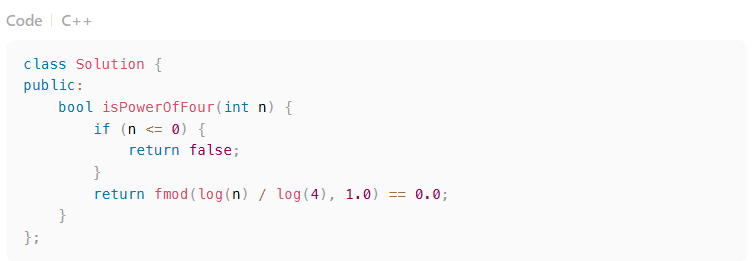 Code | C++
class Solution {
public:
    bool isPowerOfFour(int n) {
        if (n <= 0) {
            return false;
        }
        return fmod(log(n) / log(4), 1.0) == 0.0;
    }
};